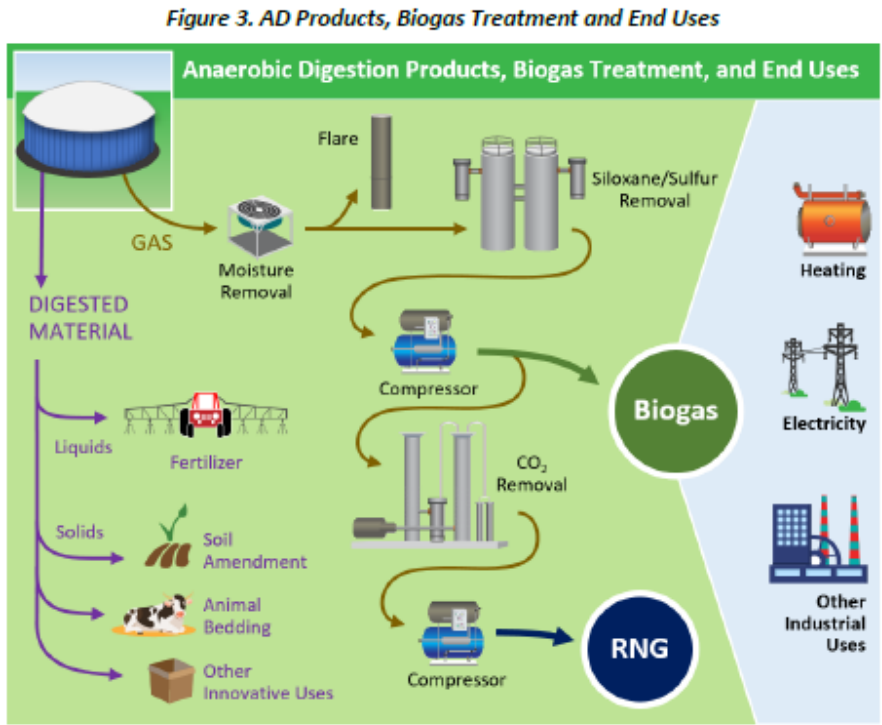 Figure 3. AD Products, Biogas Treatment and End Uses
Anaerobic Digestion Products, Biogas Treatment, and End Uses
Flare
Siloxane/Sulfur
Removal
GAS
Moisture
Removal
Heating
DIGESTED
MATERIAL
Compressor
Biogas
Electricity
Liquids
Fertilizer
CO₂
Removal
Solids
Soil
Amendment
Animal
Bedding
Other
Industrial
Uses
RNG
Compressor
Other
Innovative Uses